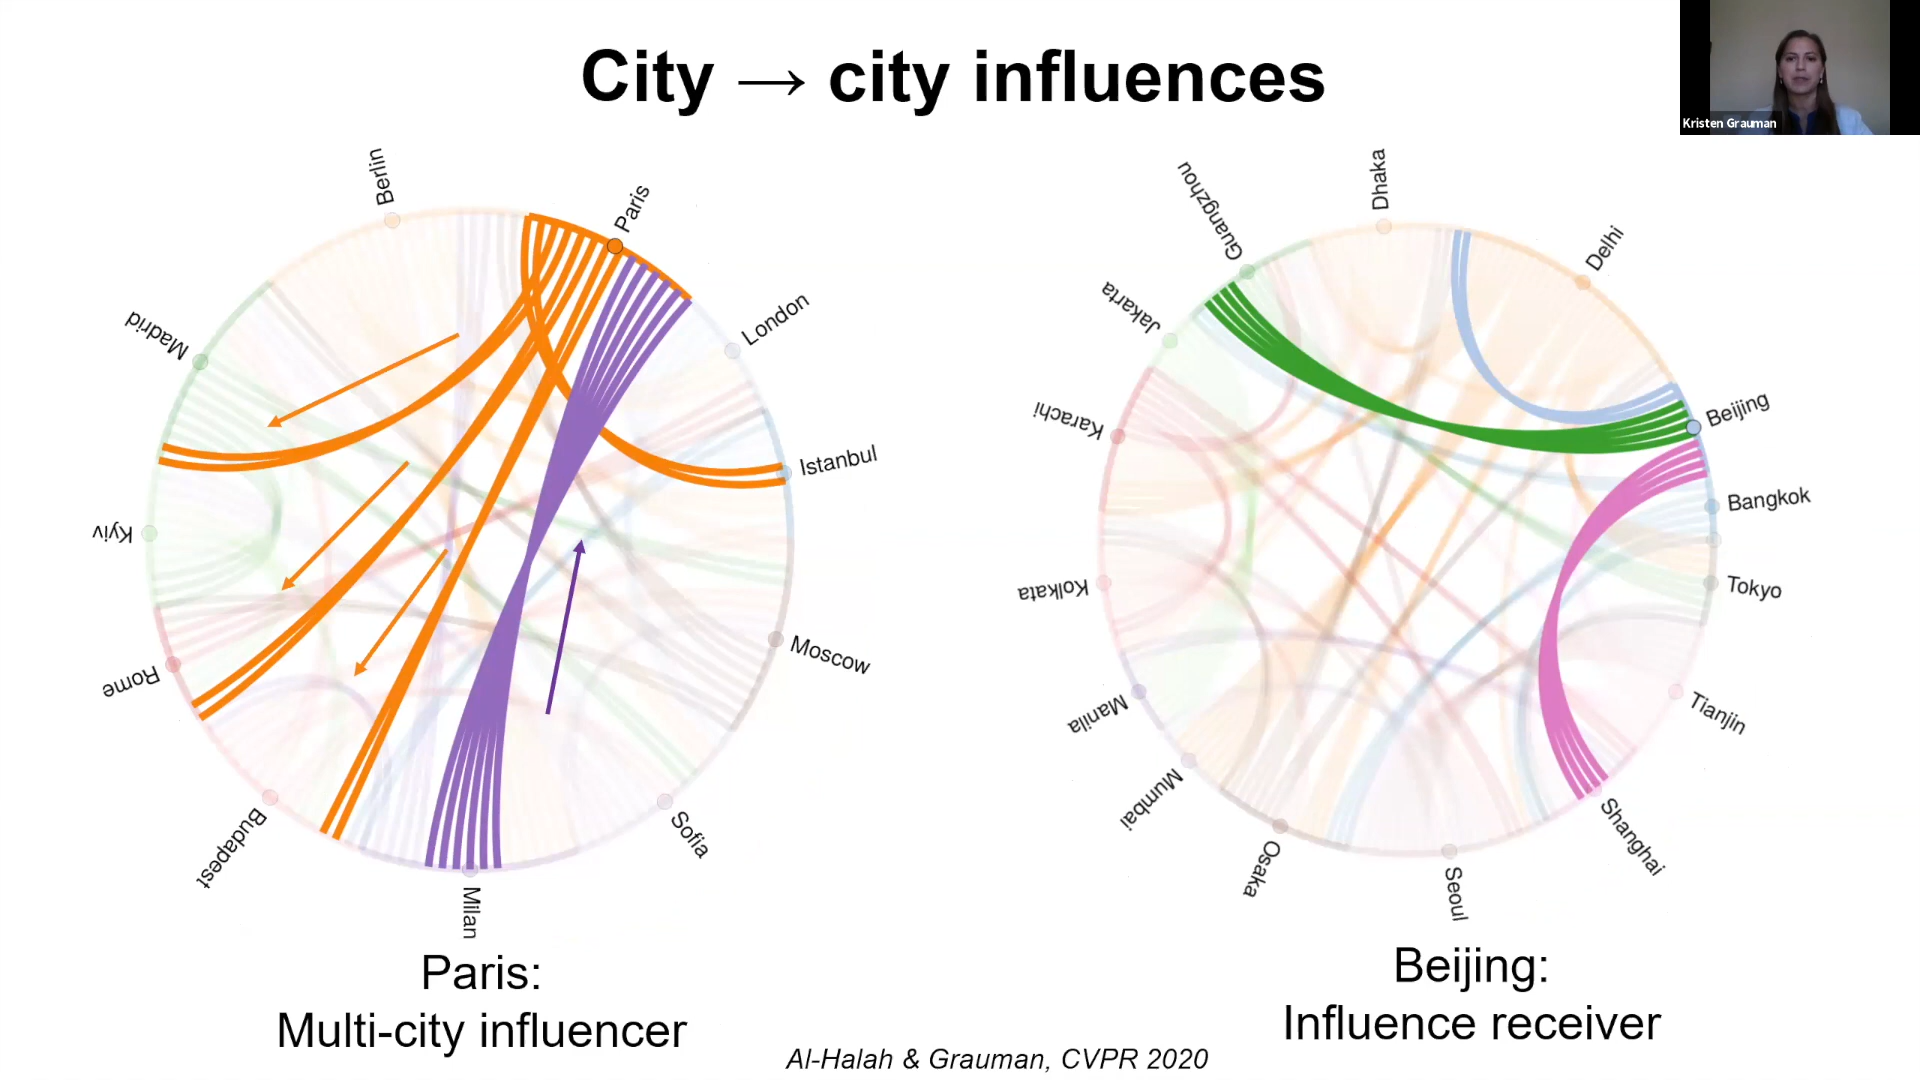 City → city influences
Kristen Grauman
Berlin
Paris
London
Madrid
Istanbul
Kyiv
Moscow
Rome
Budapest
Sofia
Milan
Dhaka
Guangzhou
Delhi
Jakarta
Beijing
Karachi
Bangkok
Kolkata
Tokyo
Manila
Tianjin
Mumbai
Shanghai
Osaka
Seoul
Paris:
Multi-city influencer
Beijing:
Influence receiver
Al-Halah & Grauman, CVPR 2020